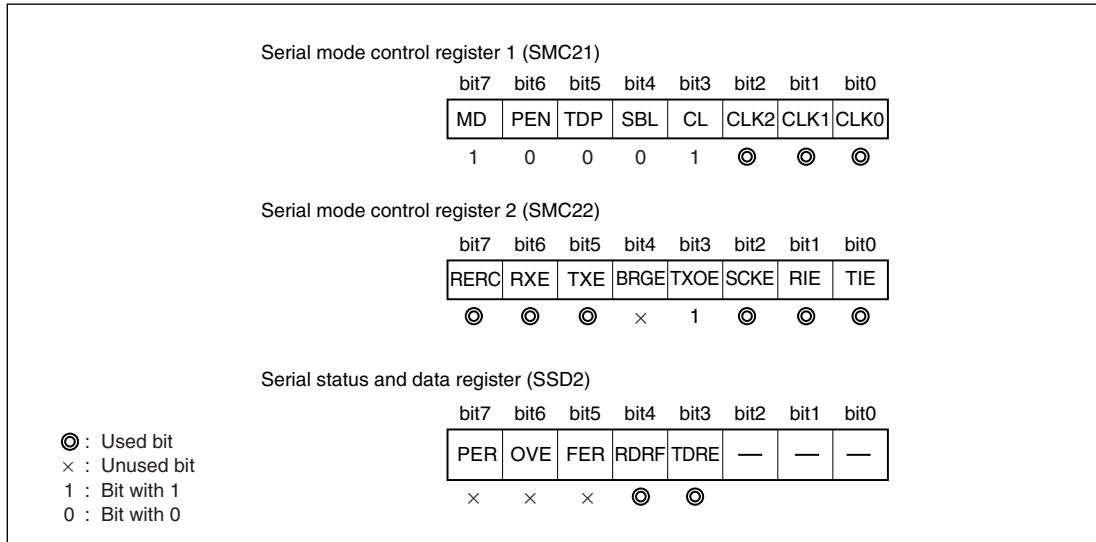 Serial mode control register 1 (SMC21)
bit7 bit6 bit5 bit4 bit3 bit2 bit1 bit0
MD PEN TDP SBL CL CLK2 CLK1 CLK0
1 0 0 0 1 ◎ ◎ ◎
Serial mode control register 2 (SMC22)
bit7 bit6 bit5 bit4 bit3 bit2 bit1 bit0
RERC RXE TXE BRGE TXOE SCKE RIE TIE
◎ ◎ ◎ × 1 ◎ ◎ ◎
Serial status and data register (SSD2)
bit7 bit6 bit5 bit4 bit3 bit2 bit1 bit0
PER OVE FER RDRF TDRE — — —
× × × ◎ ◎
◎ : Used bit
× : Unused bit
1 : Bit with 1
0 : Bit with 0